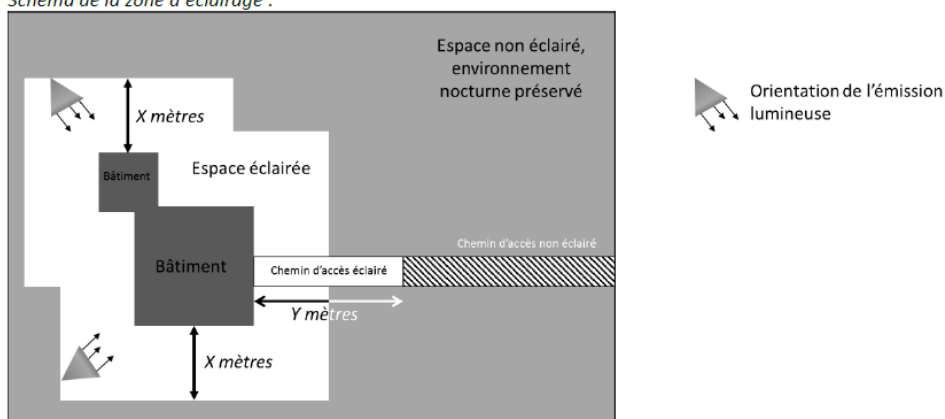 Schéma de la zone d'éclairage :
Espace non éclairé,
environnement
nocturne préservé
Orientation de l'émission
lumineuse
X mètres
Espace éclairée
Bâtiment
Chemin d'accès non éclairé
Bâtiment
Chemin d'accès éclairé
Y mètres
X mètres